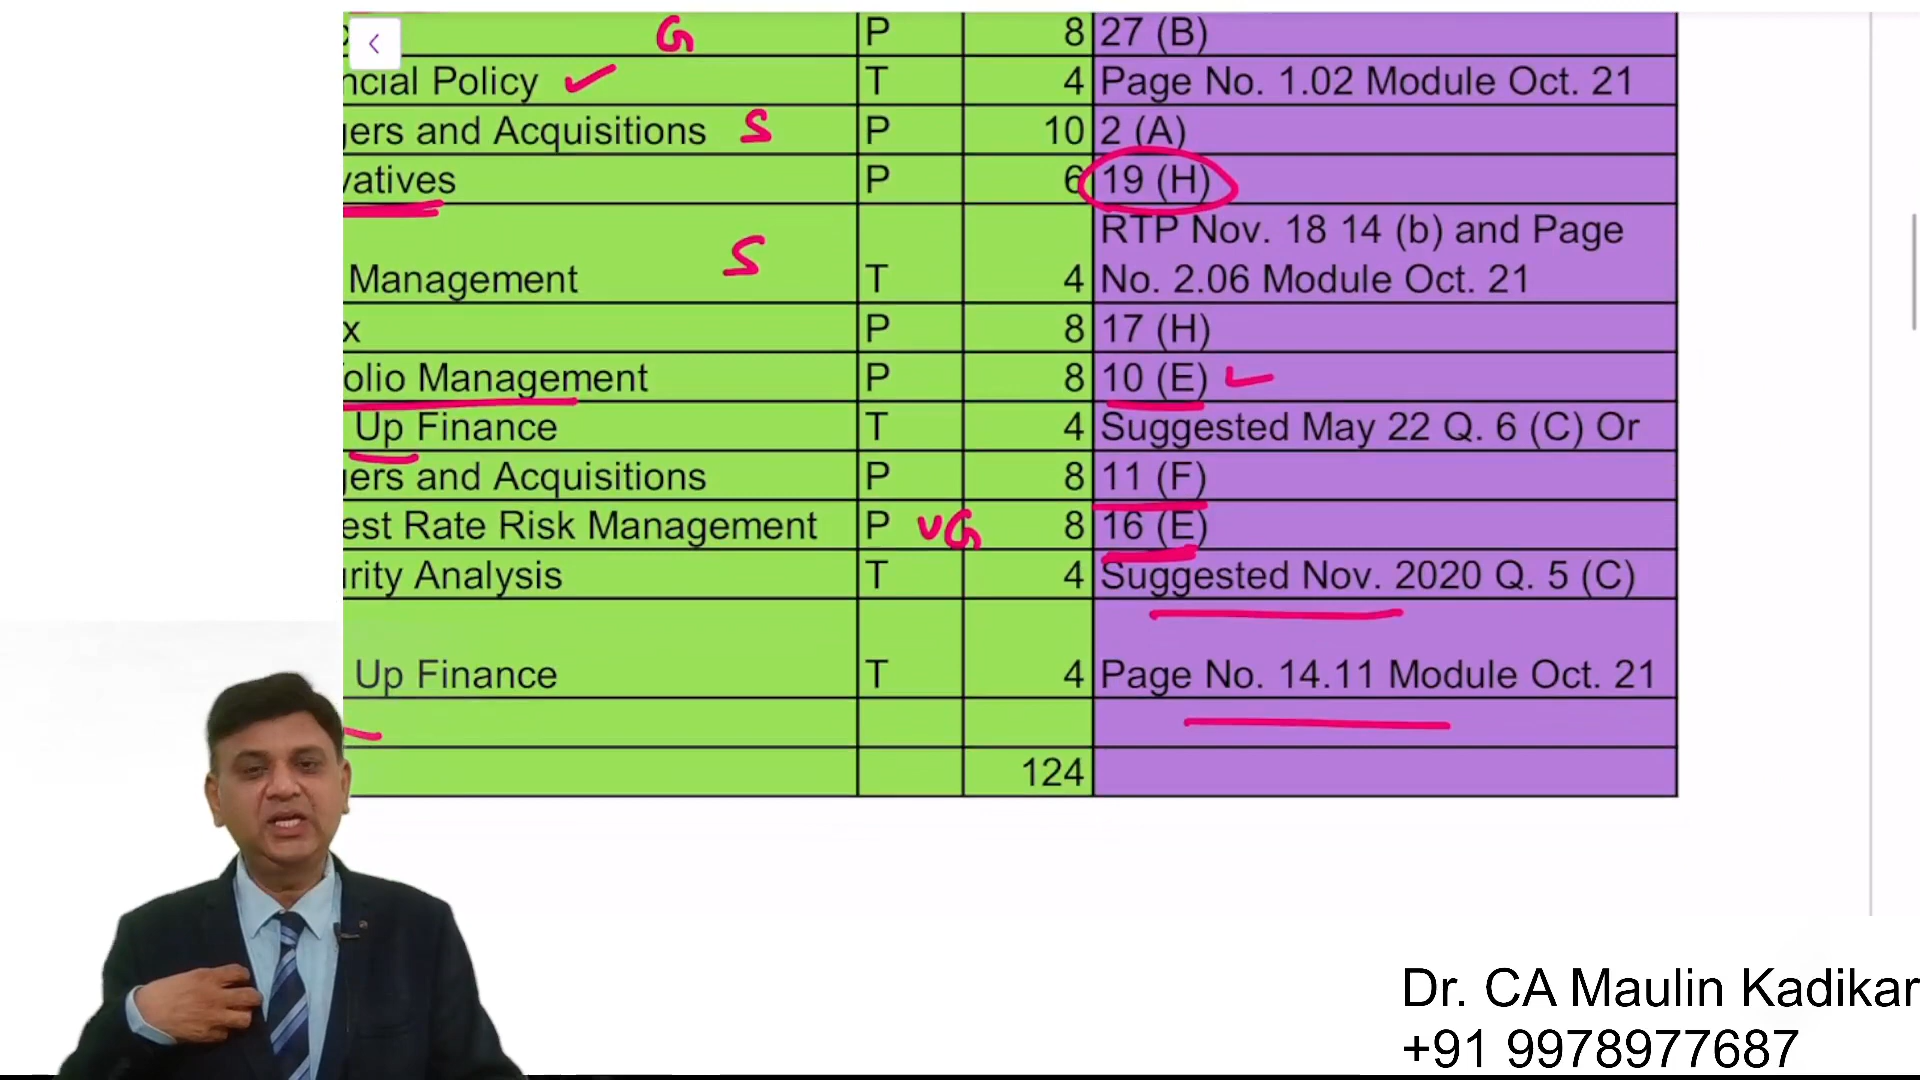 G P 8 27 (B)
ncial Policy T 4 Page No. 1.02 Module Oct. 21
gers and Acquisitions S P 10 2 (A)
vatives P 6 19 (H)
RTP Nov. 18 14 (b) and Page
Management S T 4 No. 2.06 Module Oct. 21
x P 8 17 (H)
olio Management P 8 10 (E)
Up Finance T 4 Suggested May 22 Q. 6 (C) Or
gers and Acquisitions P 8 11 (F)
est Rate Risk Management P VG 8 16 (E)
urity Analysis T 4 Suggested Nov. 2020 Q. 5 (C)
Up Finance T 4 Page No. 14.11 Module Oct. 21
124
Dr. CA Maulin Kadikar
+91 9978977687